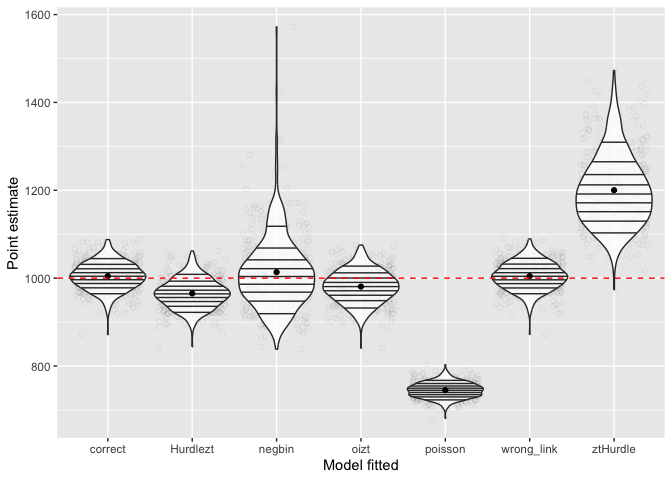 1600
1400
1200
1000
800
Point estimate
correct
Hurdlezt
negbin
oizt
poisson
wrong_link
ztHurdle
Model fitted